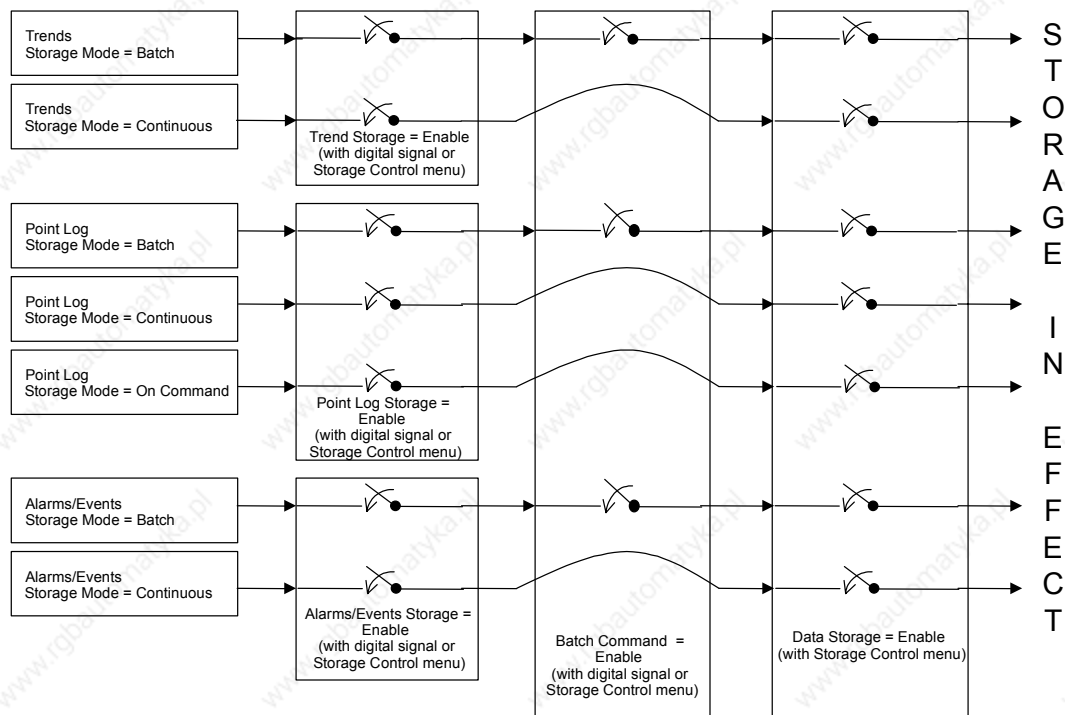 Trends
Storage Mode = Batch
Trends
Storage Mode = Continuous
Trend Storage = Enable
(with digital signal or
Storage Control menu)
Point Log
Storage Mode = Batch
Point Log
Storage Mode = Continuous
Point Log
Storage Mode = On Command
Point Log Storage =
Enable
(with digital signal or
Storage Control menu)
Alarms/Events
Storage Mode = Batch
Alarms/Events
Storage Mode = Continuous
Alarms/Events Storage =
Enable
(with digital signal or
Storage Control menu)
Batch Command =
Enable
(with digital signal or
Storage Control menu)
Data Storage = Enable
(with Storage Control menu)
STORAGE IN EFFECT
www.rgbautomatyka.pl